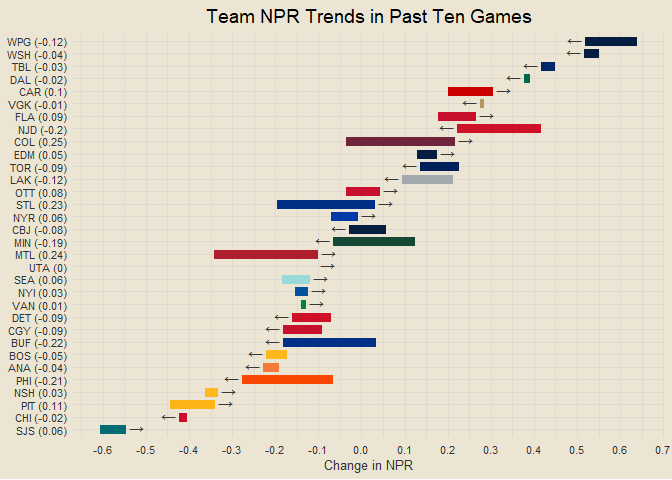 Team NPR Trends in Past Ten Games
WPG (-0.12)
WSH (-0.04)
TBL (-0.03)
DAL (-0.02)
CAR (0.1)
VGK (-0.01)
FLA (0.09)
NJD (-0.2)
COL (0.25)
EDM (0.05)
TOR (-0.09)
LAK (-0.12)
OTT (0.08)
STL (0.23)
NYR (0.06)
CBJ (-0.08)
MIN (-0.19)
MTL (0.24)
UTA (0)
SEA (0.06)
NYI (0.03)
VAN (0.01)
DET (-0.09)
CGY (-0.09)
BUF (-0.22)
BOS (-0.05)
ANA (-0.04)
PHI (-0.21)
NSH (0.03)
PIT (0.11)
CHI (-0.02)
SJS (0.06)
-0.6 -0.5 -0.4 -0.3 -0.2 -0.1 0.0 0.1 0.2 0.3 0.4 0.5 0.6 0.7
Change in NPR